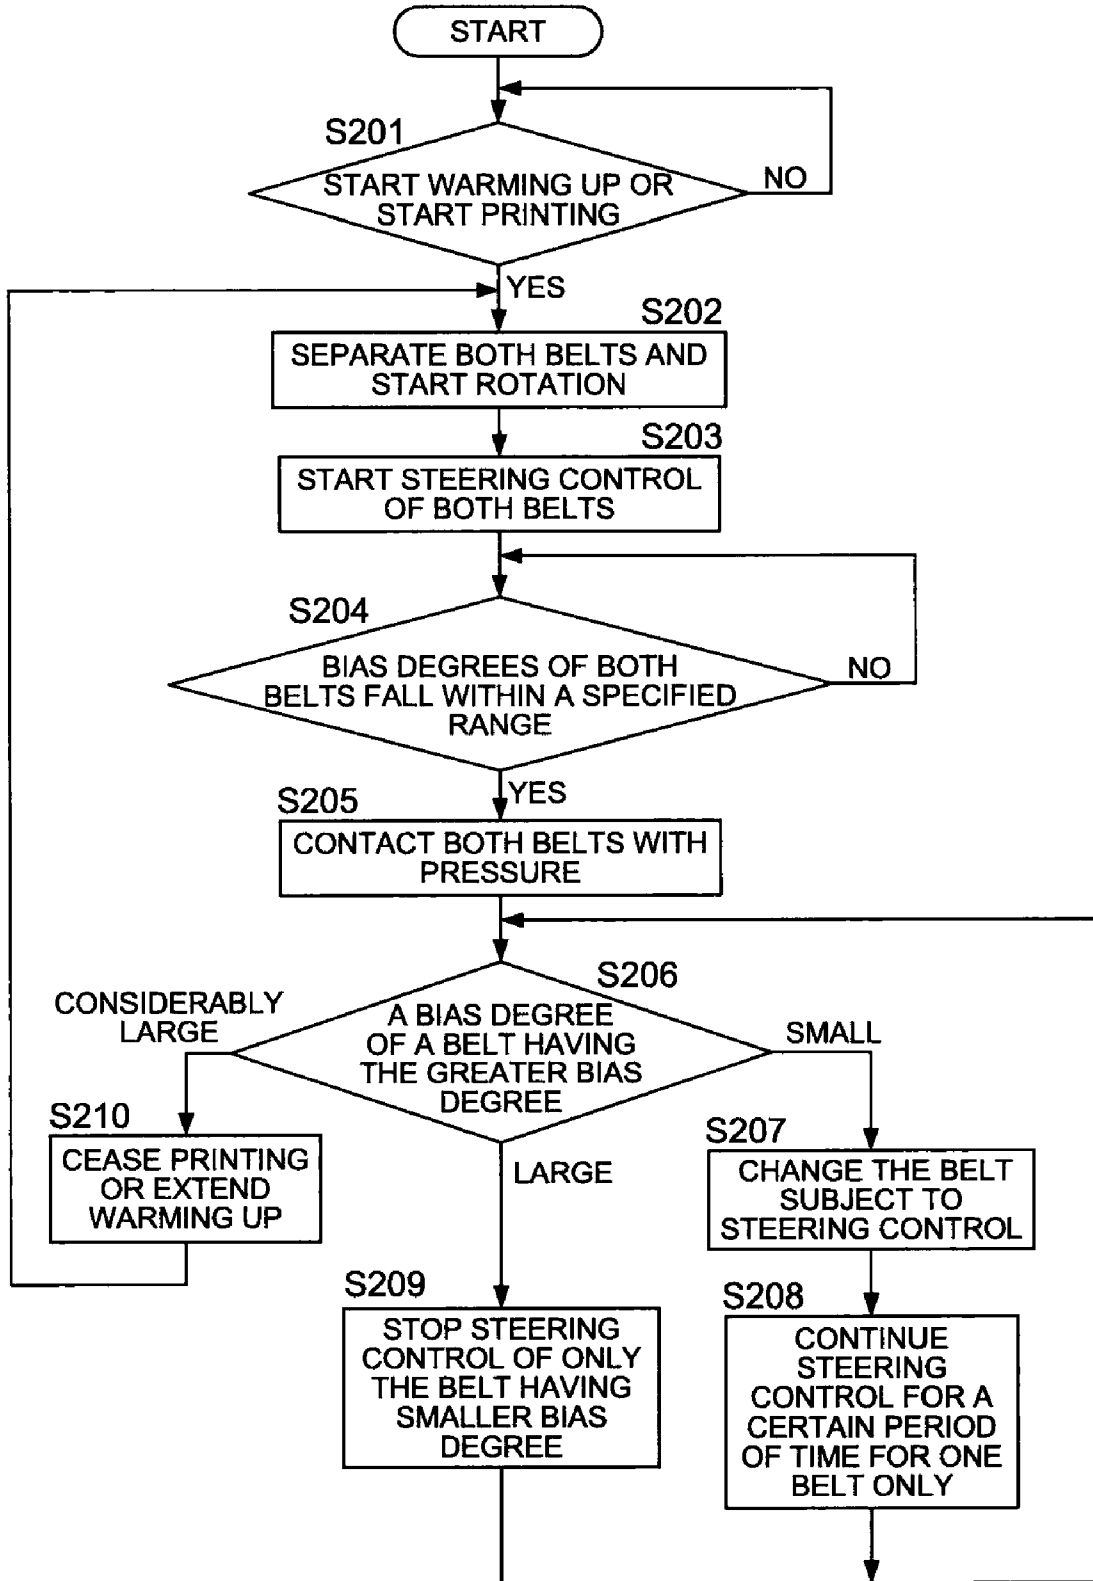 START
S201
START WARMING UP OR
START PRINTING
NO
YES
S202
SEPARATE BOTH BELTS AND
START ROTATION
S203
START STEERING CONTROL
OF BOTH BELTS
S204
BIAS DEGREES OF BOTH
BELTS FALL WITHIN A SPECIFIED
RANGE
NO
YES
S205
CONTACT BOTH BELTS WITH
PRESSURE
S206
A BIAS DEGREE
OF A BELT HAVING
THE GREATER BIAS
DEGREE
CONSIDERABLY
LARGE
SMALL
LARGE
S210
CEASE PRINTING
OR EXTEND
WARMING UP
S207
CHANGE THE BELT
SUBJECT TO
STEERING CONTROL
S209
STOP STEERING
CONTROL OF ONLY
THE BELT HAVING
SMALLER BIAS
DEGREE
S208
CONTINUE
STEERING
CONTROL FOR A
CERTAIN PERIOD
OF TIME FOR ONE
BELT ONLY